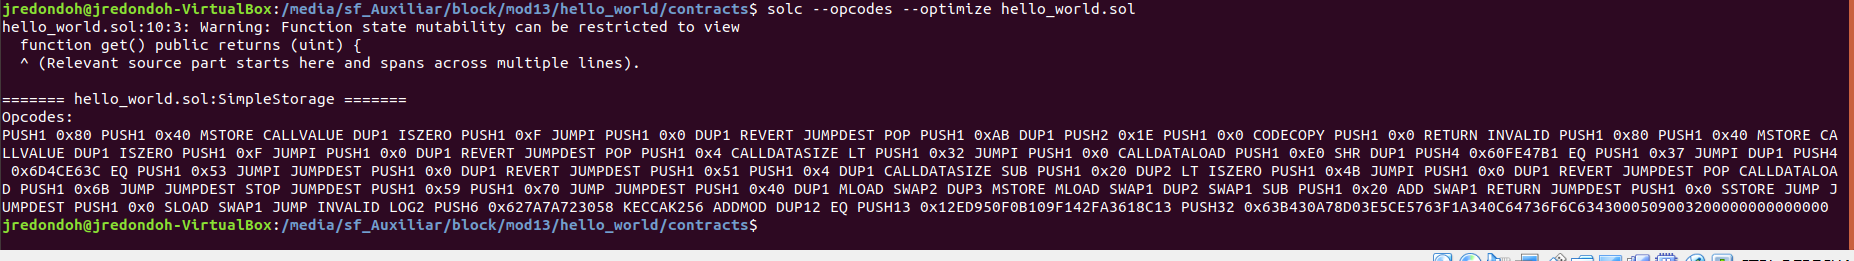 jredondoh@jredondoh-VirtualBox:/media/sf_Auxiliar/block/mod13/hello_world/contracts$ solc --opcodes --optimize hello_world.sol
hello_world.sol:10:3: Warning: Function state mutability can be restricted to view
  function get() public returns (uint) {
  ^ (Relevant source part starts here and spans across multiple lines).

======= hello_world.sol:SimpleStorage =======
Opcodes:
PUSH1 0x80 PUSH1 0x40 MSTORE CALLVALUE DUP1 ISZERO PUSH1 0xF JUMPI PUSH1 0x0 DUP1 REVERT JUMPDEST POP PUSH1 0xAB DUP1 PUSH2 0x1E PUSH1 0x0 CODECOPY PUSH1 0x0 RETURN INVALID PUSH1 0x80 PUSH1 0x40 MSTORE CA
LLVALUE DUP1 ISZERO PUSH1 0xF JUMPI PUSH1 0x0 DUP1 REVERT JUMPDEST POP PUSH1 0x4 CALLDATASIZE LT PUSH1 0x32 JUMPI PUSH1 0x0 CALLDATALOAD PUSH1 0xE0 SHR DUP1 PUSH4 0x60FE47B1 EQ PUSH1 0x37 JUMPI DUP1 PUSH4
 0x6D4CE63C EQ PUSH1 0x53 JUMPI JUMPDEST PUSH1 0x0 DUP1 REVERT JUMPDEST PUSH1 0x51 PUSH1 0x4 DUP1 CALLDATASIZE SUB PUSH1 0x20 DUP2 LT ISZERO PUSH1 0x4B JUMPI PUSH1 0x0 DUP1 REVERT JUMPDEST POP CALLDATALOA
D PUSH1 0x6B JUMP JUMPDEST STOP JUMPDEST PUSH1 0x59 PUSH1 0x70 JUMP JUMPDEST PUSH1 0x40 DUP1 MLOAD SWAP2 DUP3 MSTORE MLOAD SWAP1 DUP2 SWAP1 SUB PUSH1 0x20 ADD SWAP1 RETURN JUMPDEST PUSH1 0x0 SSTORE JUMP J
UMPDEST PUSH1 0x0 SLOAD SWAP1 JUMP INVALID LOG2 PUSH6 0x627A7A723058 KECCAK256 ADDMOD DUP12 EQ PUSH13 0x12ED950F0B109F142FA3618C13 PUSH32 0x63B430A78D03E5CE5763F1A340C64736F6C63430005090032000000000000
jredondoh@jredondoh-VirtualBox:/media/sf_Auxiliar/block/mod13/hello_world/contracts$